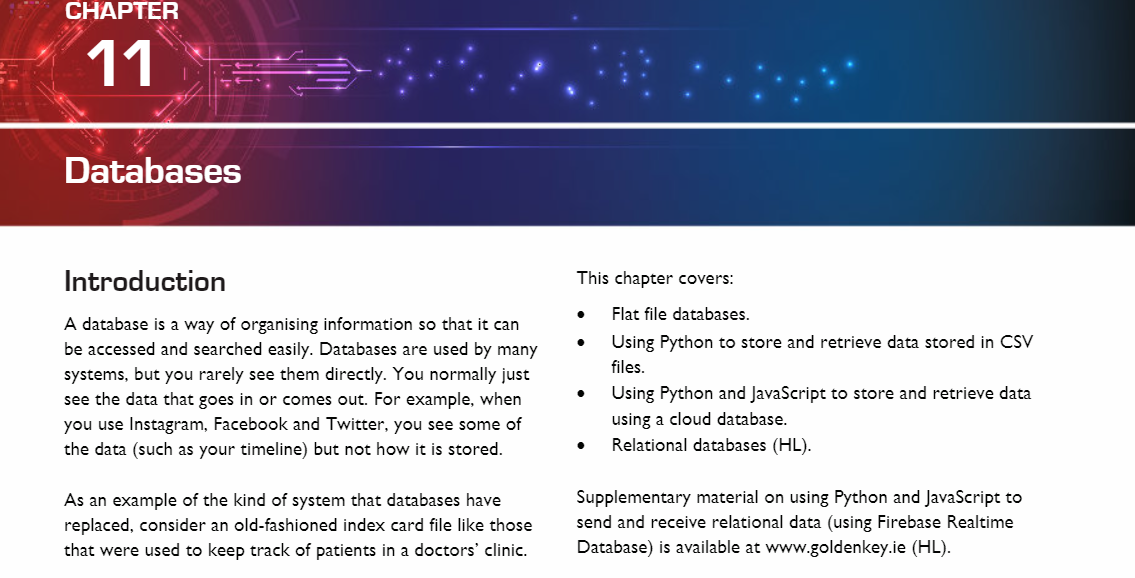 CHAPTER
11
Databases
Introduction
A database is a way of organising information so that it can
be accessed and searched easily. Databases are used by many
systems, but you rarely see them directly. You normally just
see the data that goes in or comes out. For example, when
you use Instagram, Facebook and Twitter, you see some of
the data (such as your timeline) but not how it is stored.
As an example of the kind of system that databases have
replaced, consider an old-fashioned index card file like those
that were used to keep track of patients in a doctors’ clinic.
This chapter covers:
• Flat file databases.
• Using Python to store and retrieve data stored in CSV
files.
• Using Python and JavaScript to store and retrieve data
using a cloud database.
• Relational databases (HL).
Supplementary material on using Python and JavaScript to
send and receive relational data (using Firebase Realtime
Database) is available at www.goldenkey.ie (HL).